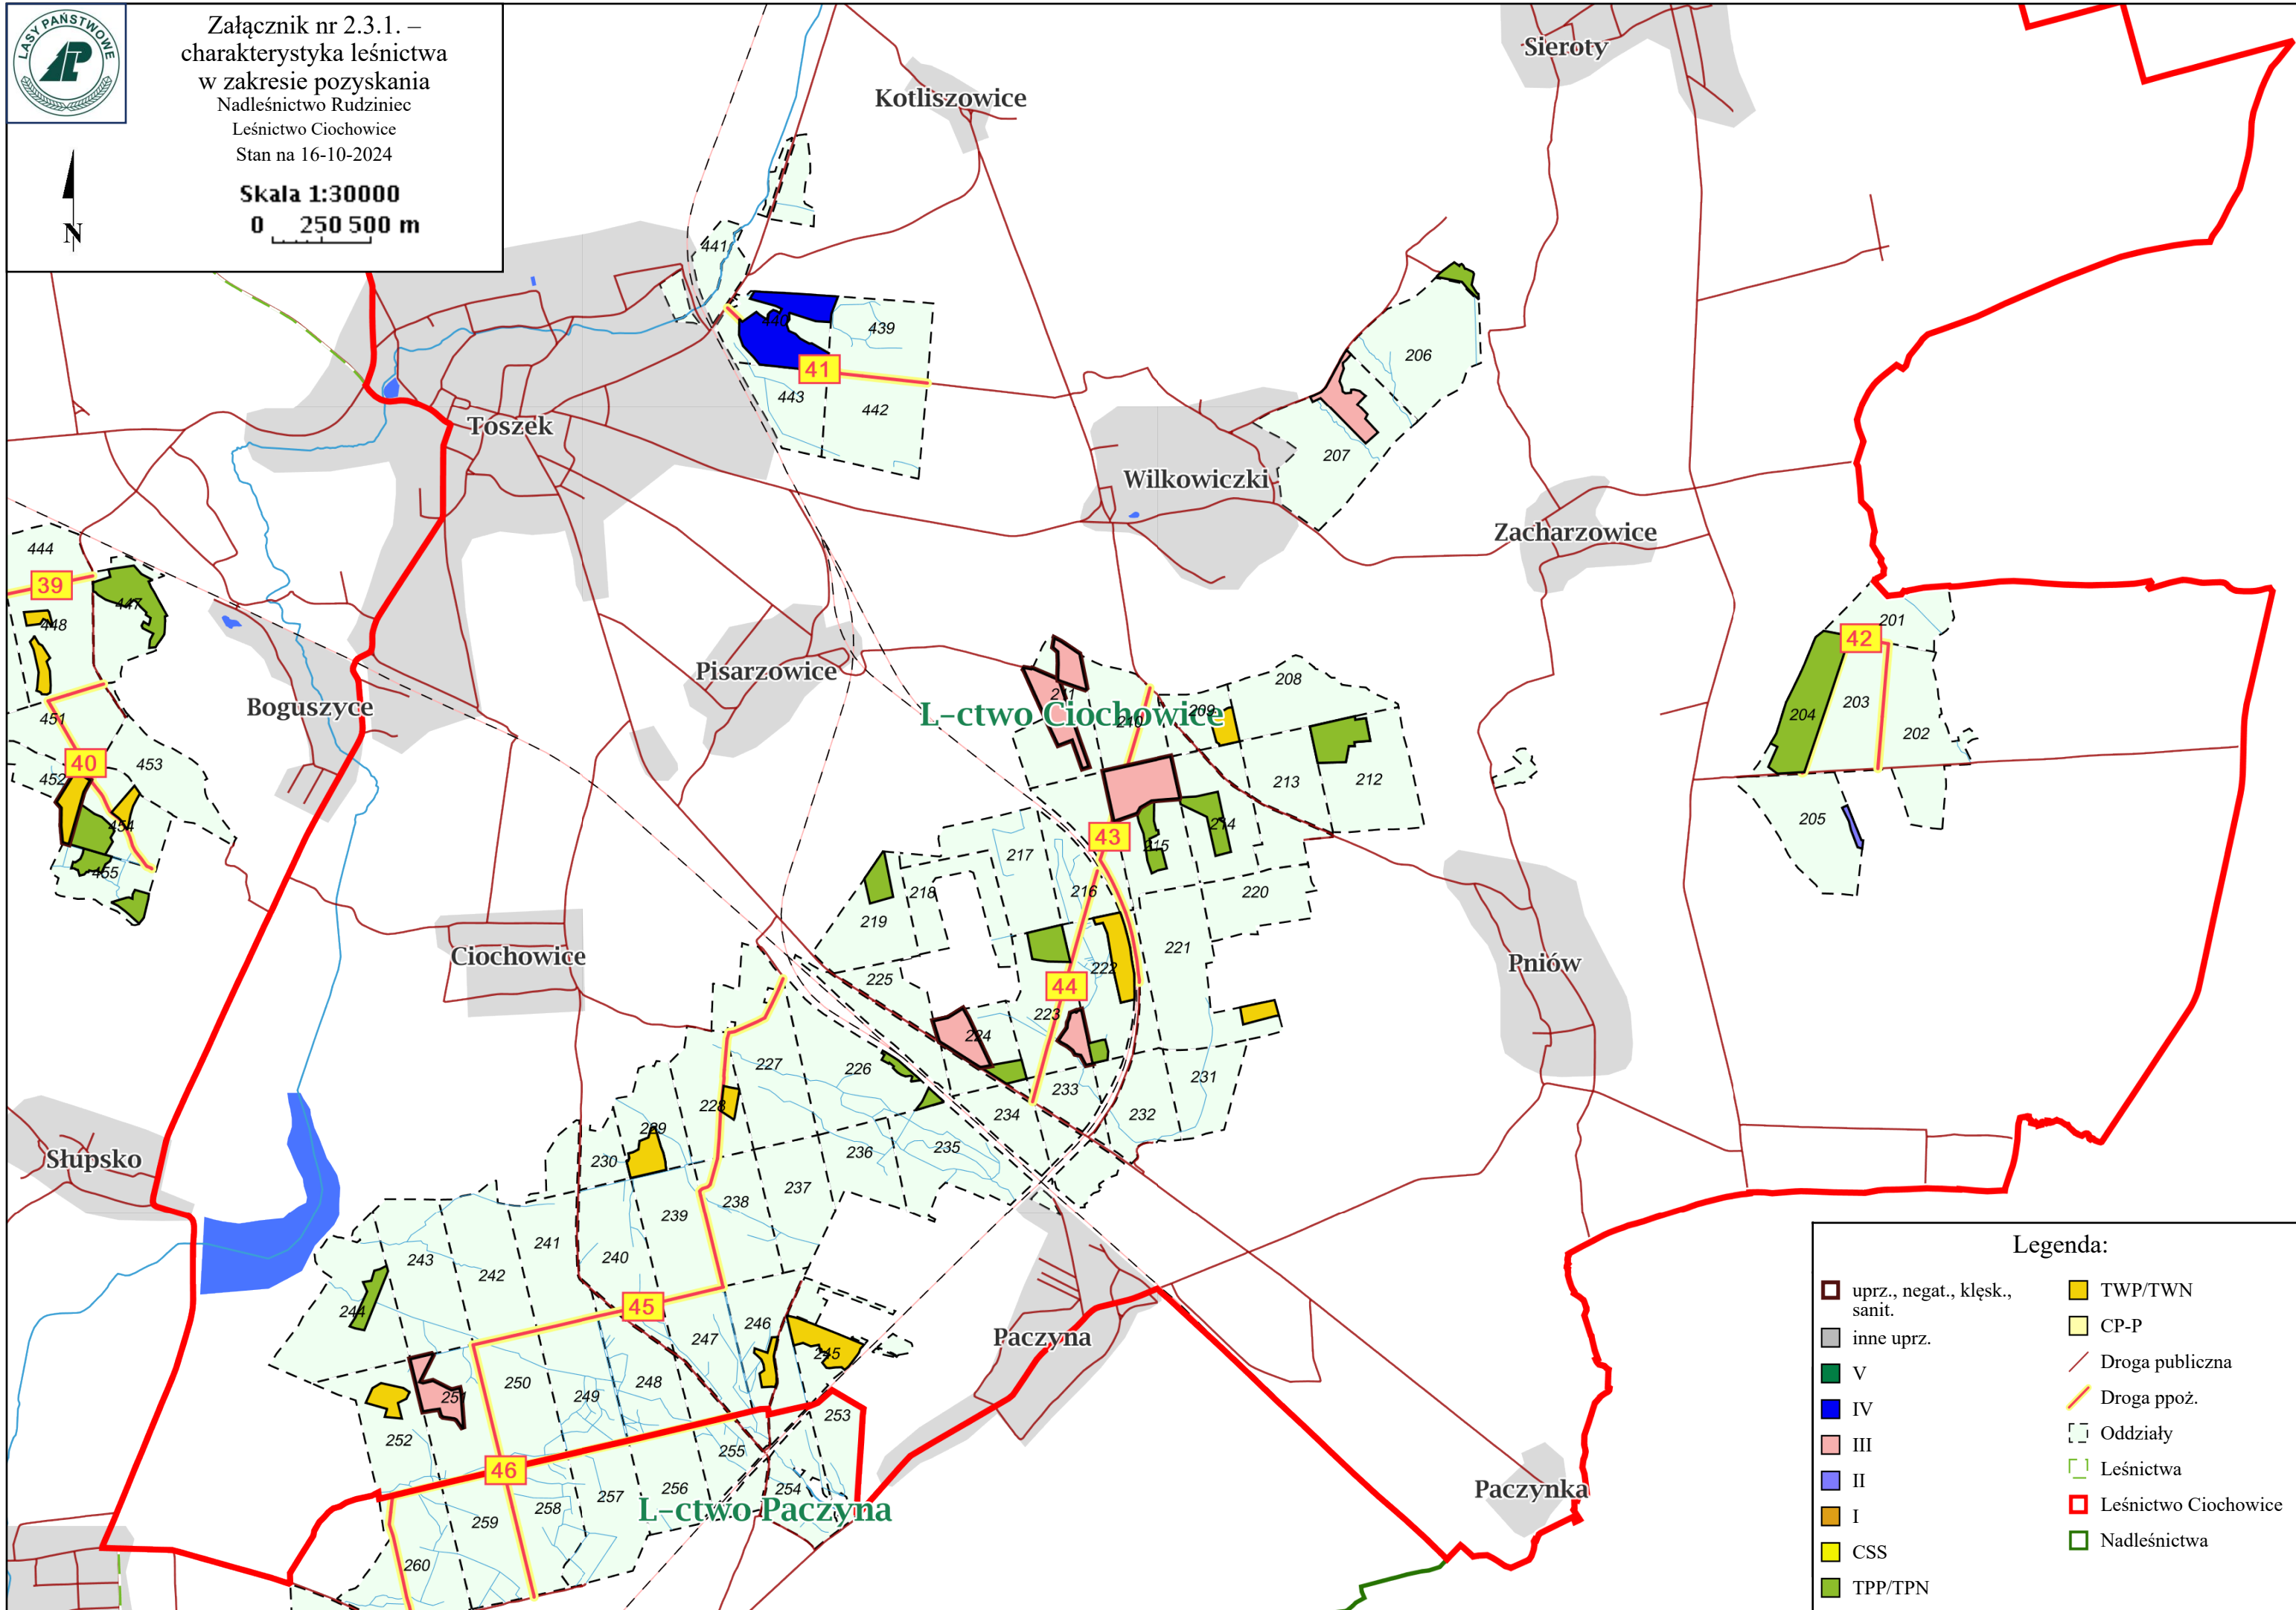 LASY PAŃSTWOWE
Załącznik nr 2.3.1. –
charakterystyka leśnictwa
w zakresie pozyskania
Nadleśnictwo Rudziniec
Leśnictwo Ciochowice
Stan na 16-10-2024
Skala 1:30000
0 250 500 m
N
Sieroty
Kotliszowice
441
440
439
41
443
442
206
207
Toszek
Wilkowiczki
Zacharzowice
444
39
447
448
451
40
452
453
454
455
Boguszyce
Pisarzowice
201
42
203
204
202
205
L-ctwo Ciochowice
211
210
209
208
213
212
43
214
215
217
216
218
219
220
221
222
225
44
223
224
Ciochowice
Pniów
227
226
228
229
230
231
232
233
234
235
236
237
238
239
240
241
242
243
244
Słupsko
45
246
247
245
248
249
250
251
252
253
Paczyna
46
255
254
256
257
258
259
260
L-ctwo Paczyna
Paczynka
Legenda:
uprz., negat., klęsk.,
sanit.
inne uprz.
V
IV
III
II
I
CSS
TPP/TPN
TWP/TWN
CP-P
Droga publiczna
Droga ppoż.
Oddziały
Leśnictwa
Leśnictwo Ciochowice
Nadleśnictwa